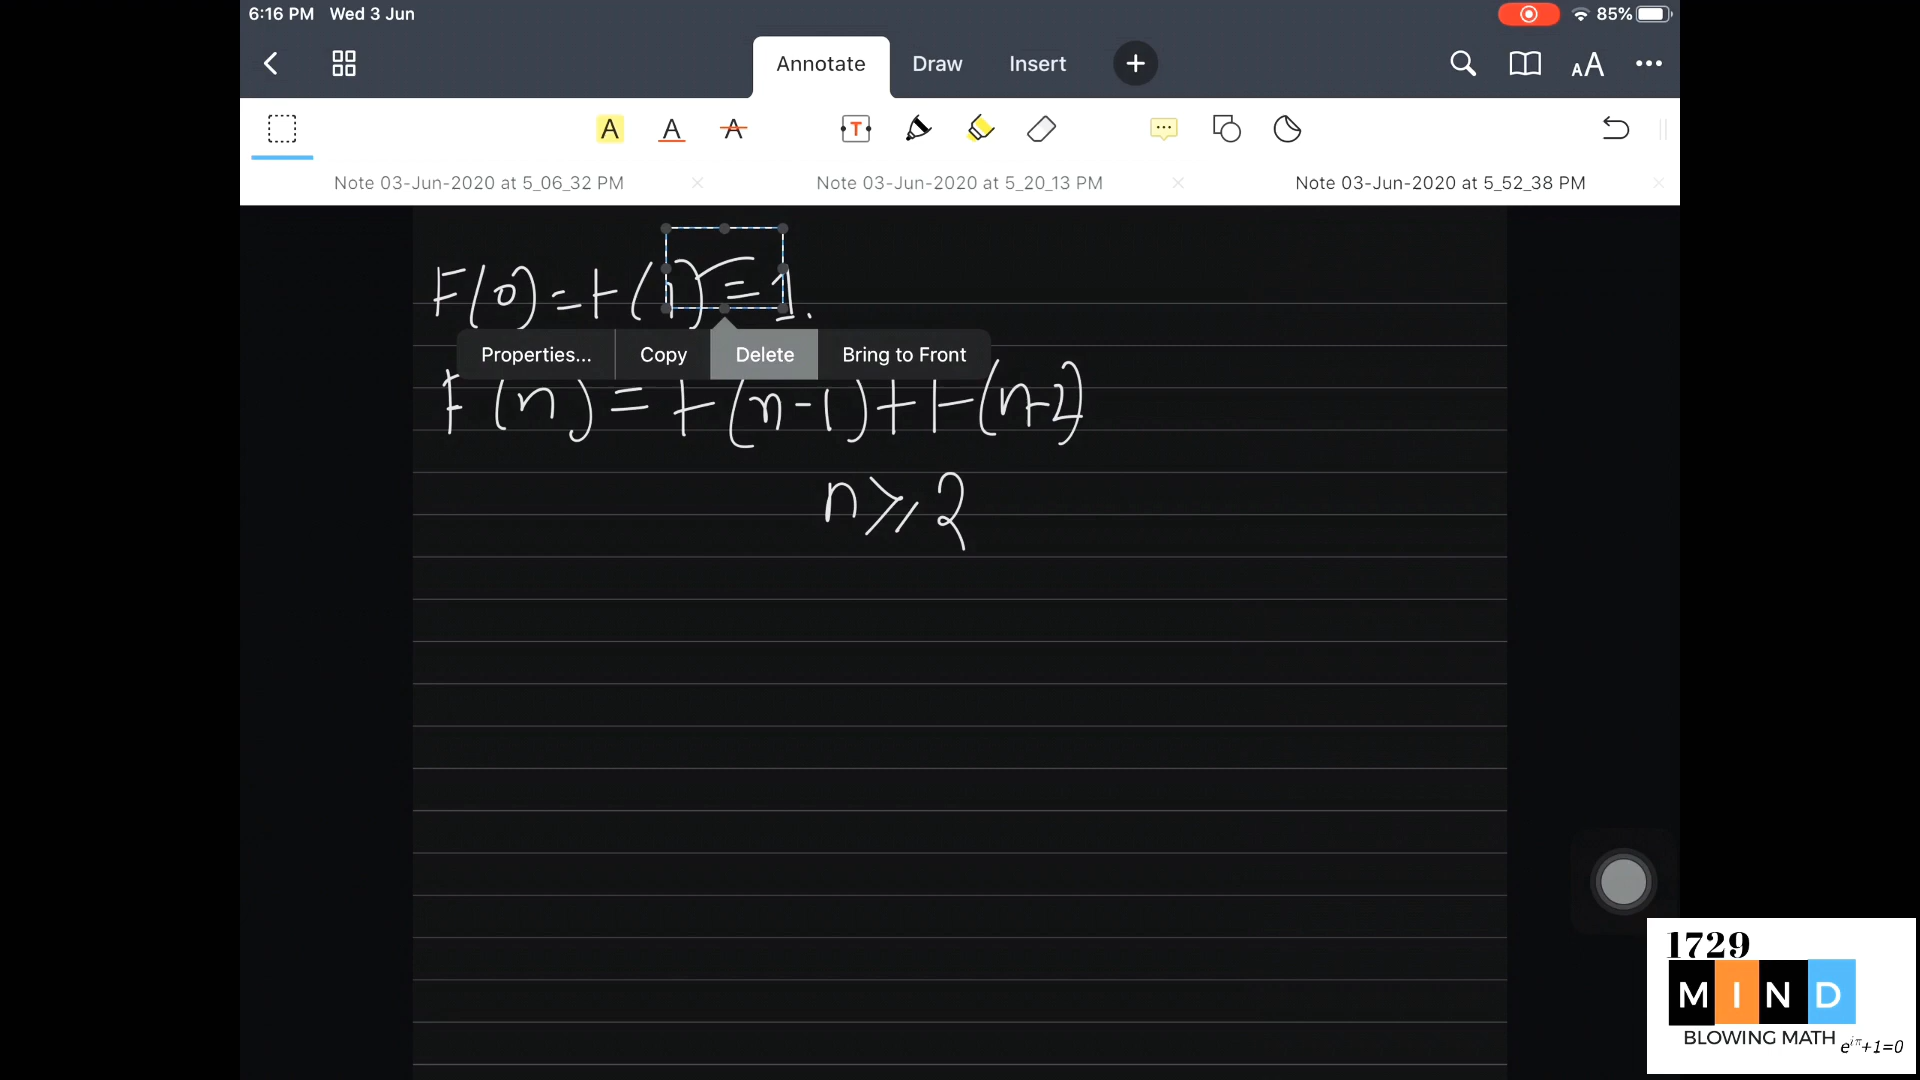 6:16 PM Wed 3 Jun 85%
Annotate Draw Insert +
AA
A A A T
Note 03-Jun-2020 at 5_06_32 PM Note 03-Jun-2020 at 5_20_13 PM Note 03-Jun-2020 at 5_52_38 PM
F(0)=F(1)=1.
Properties... Copy Delete Bring to Front
F(n)=F(n-1)+F(n-2)
n⩾2
1729
MIND
BLOWING MATH
e^{iπ}+1=0